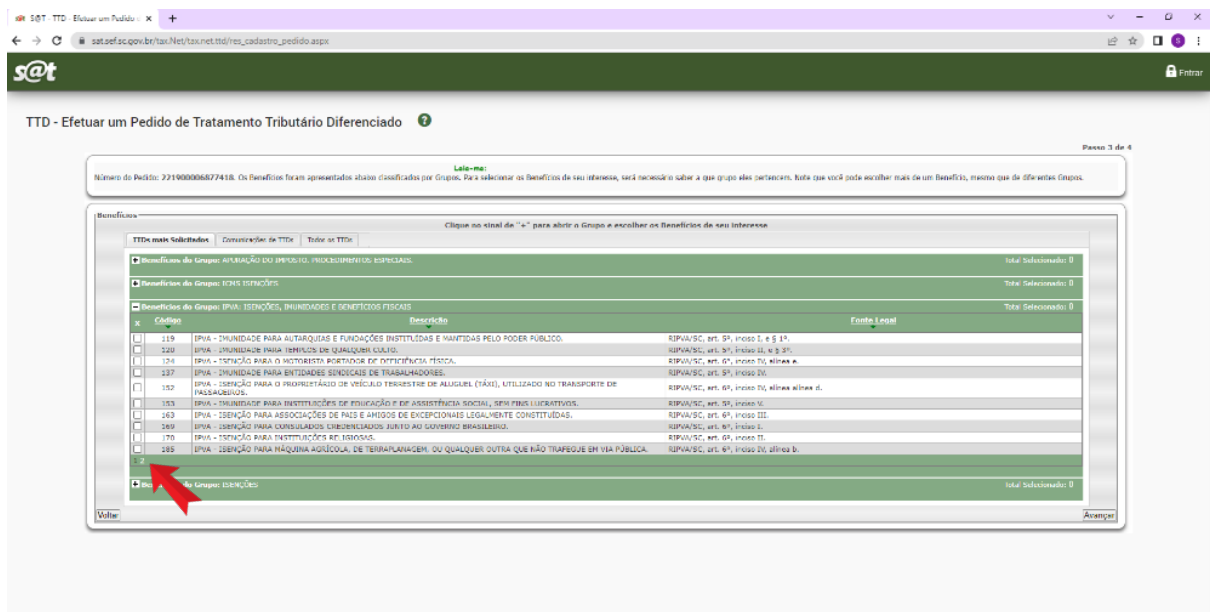 S@T - TTD - Efetuar um Pedido
sat.sef.sc.gov.br/tax.Net/tax.net.ttd/res_cadastro_pedido.aspx
s@t
Entrar
TTD - Efetuar um Pedido de Tratamento Tributário Diferenciado ?
Passo 3 de 4
Leia-me:
Número do Pedido: 221900006877418. Os Benefícios foram apresentados abaixo classificados por Grupos. Para selecionar os Benefícios de seu interesse, será necessário saber a que grupo eles pertencem. Note que você pode escolher mais de um Benefício, mesmo que de diferentes Grupos.
Benefícios
Clique no sinal de "+" para abrir o Grupo e escolher os Benefícios de seu interesse
TTDs mais Solicitados Comunicações de TTDs Todos os TTDs
Benefícios do Grupo: APURAÇÃO DO IMPOSTO. PROCEDIMENTOS ESPECIAIS. Total Selecionado: 0
Benefícios do Grupo: ICMS ISENÇÕES Total Selecionado: 0
Benefícios do Grupo: IPVA: ISENÇÕES, IMUNIDADES E BENEFÍCIOS FISCAIS Total Selecionado: 0
x Código Descrição Fonte Legal
119 IPVA - IMUNIDADE PARA AUTARQUIAS E FUNDAÇÕES INSTITUÍDAS E MANTIDAS PELO PODER PÚBLICO. RIPVA/SC, art. 5º, inciso I, e § 1º.
120 IPVA - IMUNIDADE PARA TEMPLOS DE QUALQUER CULTO. RIPVA/SC, art. 5º, inciso II, e § 3º.
124 IPVA - ISENÇÃO PARA O MOTORISTA PORTADOR DE DEFICIÊNCIA FÍSICA. RIPVA/SC, art. 6º, inciso IV, alínea e.
137 IPVA - IMUNIDADE PARA ENTIDADES SINDICAIS DE TRABALHADORES. RIPVA/SC, art. 5º, inciso IV.
152 IPVA - ISENÇÃO PARA O PROPRIETÁRIO DE VEÍCULO TERRESTRE DE ALUGUEL (TÁXI), UTILIZADO NO TRANSPORTE DE PASSAGEIROS. RIPVA/SC, art. 6º, inciso IV, alínea alínea d.
153 IPVA - IMUNIDADE PARA INSTITUIÇÕES DE EDUCAÇÃO E DE ASSISTÊNCIA SOCIAL, SEM FINS LUCRATIVOS. RIPVA/SC, art. 5º, inciso V.
163 IPVA - ISENÇÃO PARA ASSOCIAÇÕES DE PAIS E AMIGOS DE EXCEPCIONAIS LEGALMENTE CONSTITUÍDAS. RIPVA/SC, art. 6º, inciso III.
169 IPVA - ISENÇÃO PARA CONSULADOS CREDENCIADOS JUNTO AO GOVERNO BRASILEIRO. RIPVA/SC, art. 6º, inciso I.
170 IPVA - ISENÇÃO PARA INSTITUIÇÕES RELIGIOSAS. RIPVA/SC, art. 6º, inciso II.
185 IPVA - ISENÇÃO PARA MÁQUINA AGRÍCOLA, DE TERRAPLANAGEM, OU QUALQUER OUTRA QUE NÃO TRAFEGUE EM VIA PÚBLICA. RIPVA/SC, art. 6º, inciso IV, alínea b.
1 2
do Grupo: ISENÇÕES Total Selecionado: 0
Voltar Avançar